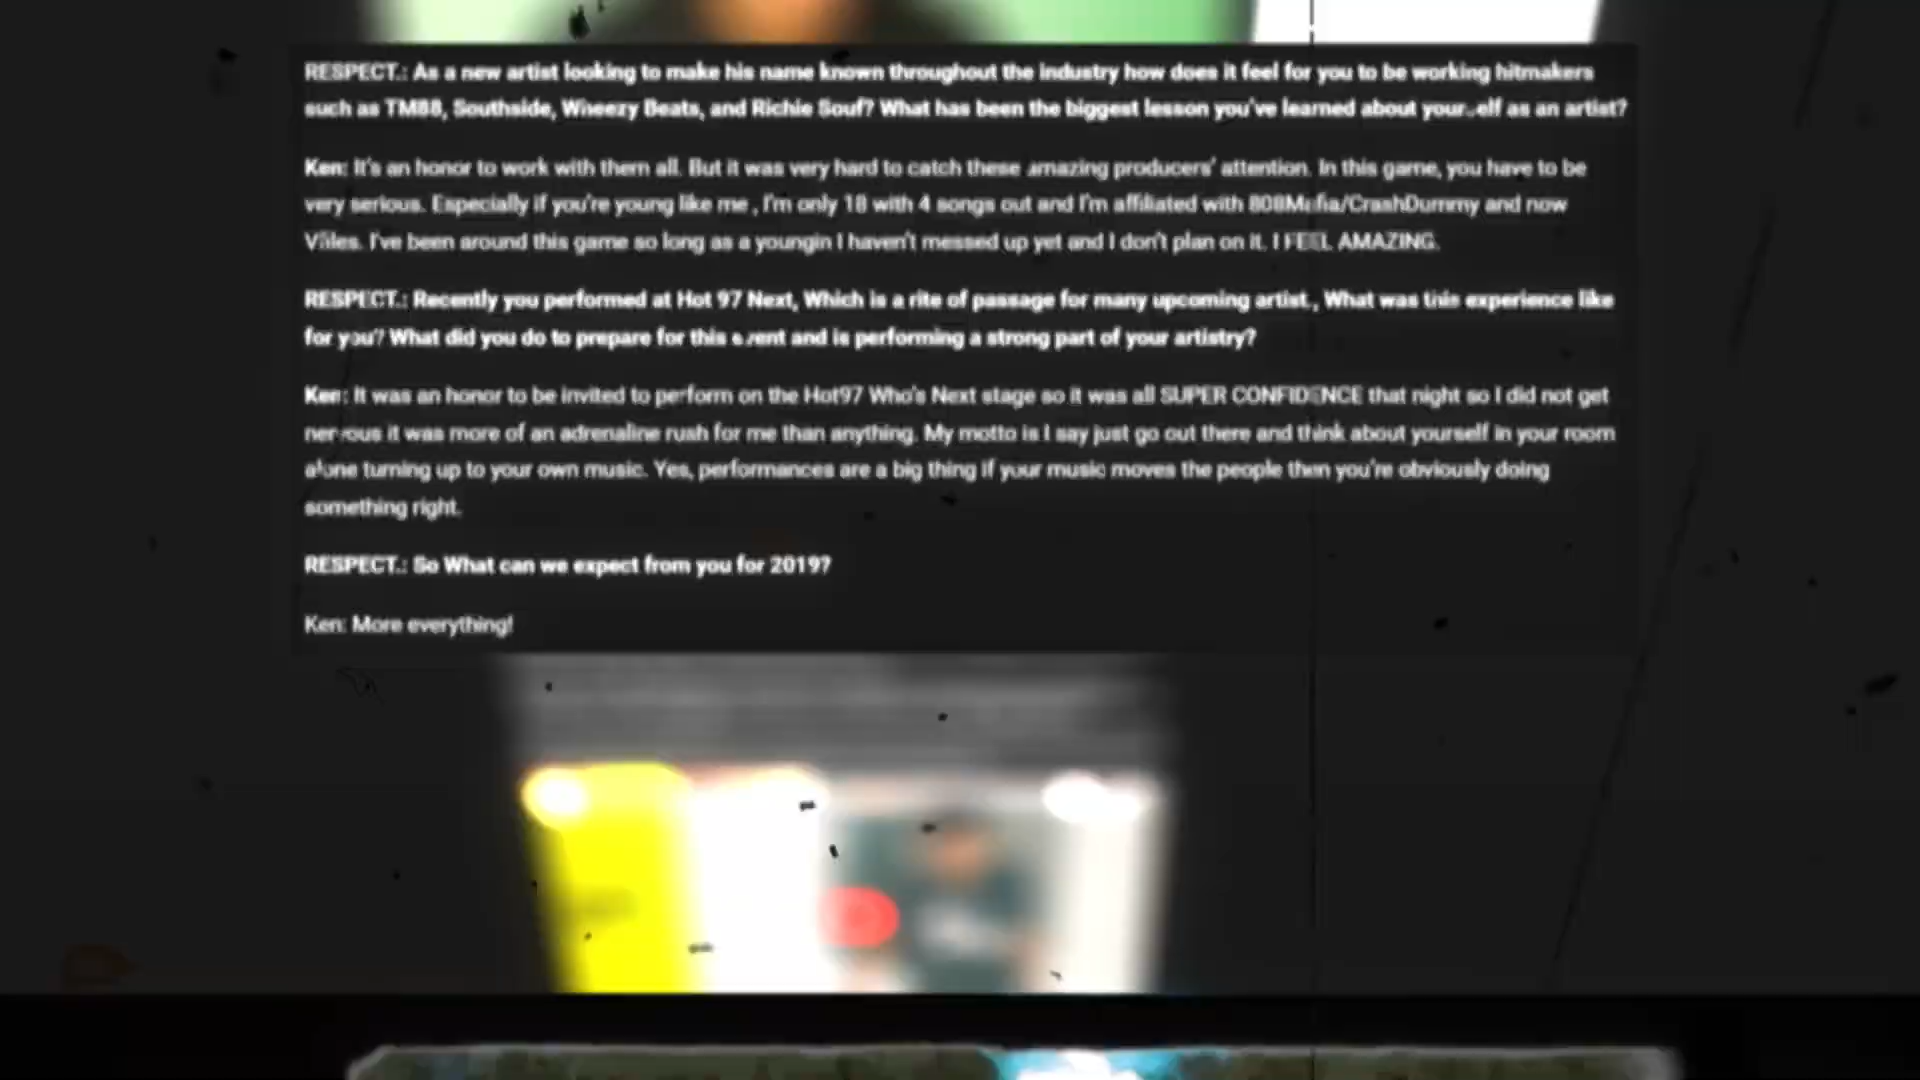 RESPECT.: As a new artist looking to make his name known throughout the industry how does it feel for you to be working hitmakers
such as TM88, Southside, Wheezy Beats, and Richie Souf? What has been the biggest lesson you've learned about your..elf as an artist?
Ken: It's an honor to work with them all. But it was very hard to catch these amazing producers' attention. In this game, you have to be
very serious. Especially if you're young like me , I'm only 18 with 4 songs out and I'm affiliated with 808Mafia/CrashDummy and now
I've been around this game so long as a youngin I haven't messed up yet and I don't plan on it. I FEEL AMAZING.
RESPECT.: Recently you performed at Hot 97 Next, Which is a rite of passage for many upcoming artist., What was this experience like
for you? What did you do to prepare for this event and is performing a strong part of your artistry?
Ken: It was an honor to be invited to perform on the Hot97 Who's Next stage so it was all SUPER CONFIDENCE that night so I did not get
nervous it was more of an adrenaline rush for me than anything. My motto is I say just go out there and think about yourself in your room
alone turning up to your own music. Yes, performances are a big thing if your music moves the people then you're obviously doing
something right.
RESPECT.: So What can we expect from you for 2019?
Ken: More everything!